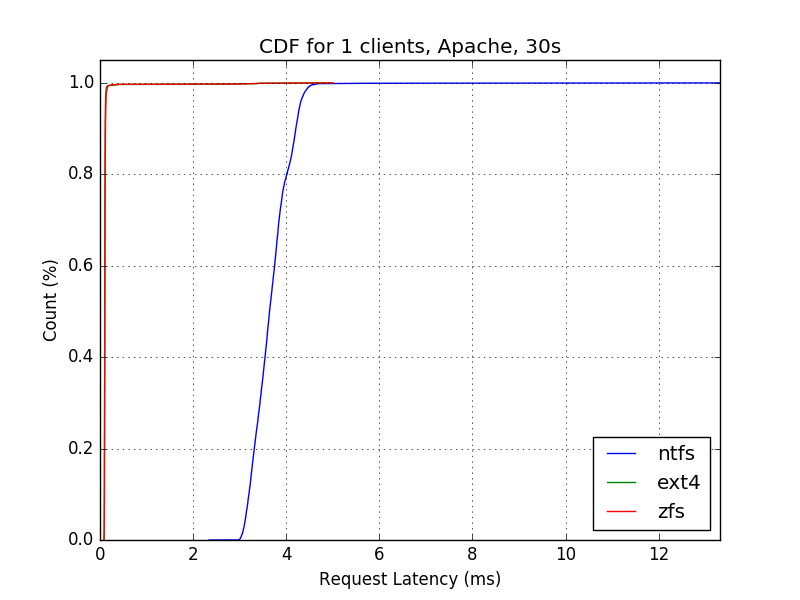 CDF for 1 clients, Apache, 30s
1.0
0.8
0.6
0.4
0.2
0.0
Count (%)
0 2 4 6 8 10 12
Request Latency (ms)
ntfs
ext4
zfs